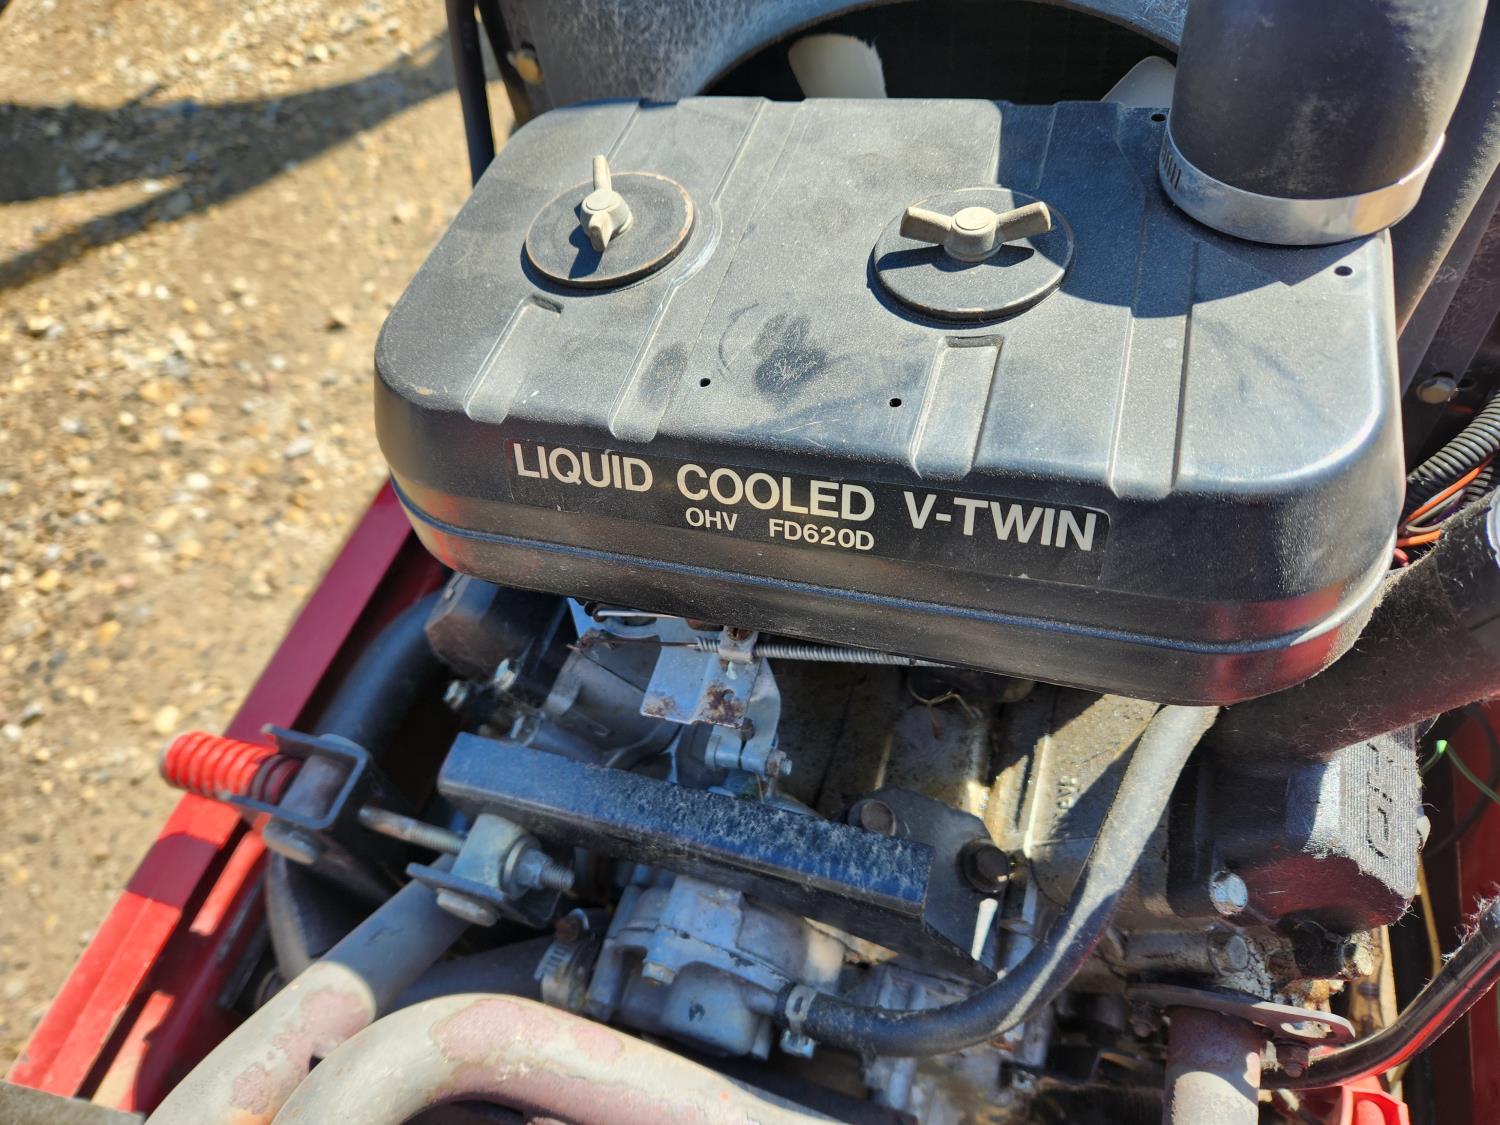 LIQUID COOLED V-TWIN
OHV FD620D